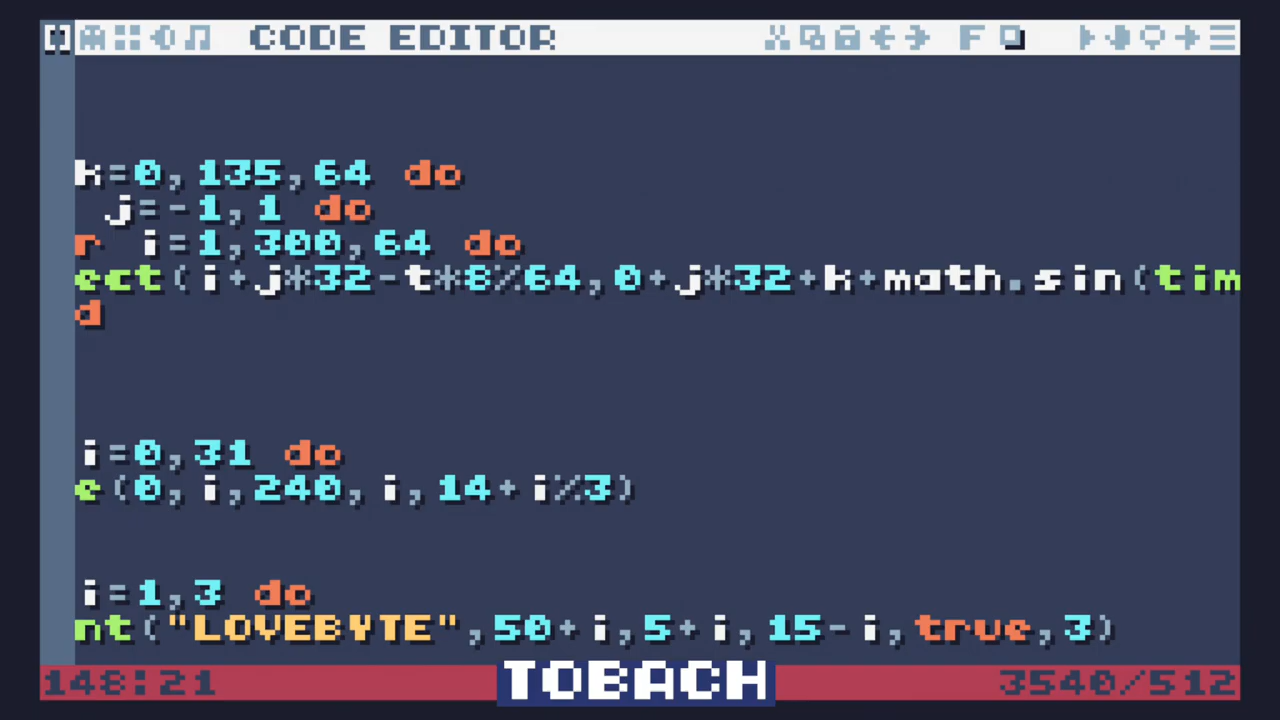 CODE EDITOR F
k=0,135,64 do
j=-1,1 do
r i=1,300,64 do
ect(i+j*32-t*8%64,0+j*32+k+math.sin(tim
d
i=0,31 do
e(0,i,240,i,14+i%3)
i=1,3 do
nt("LOVEBYTE",50+i,5+i,15-i,true,3)
148:21 TOBACH 3540/512